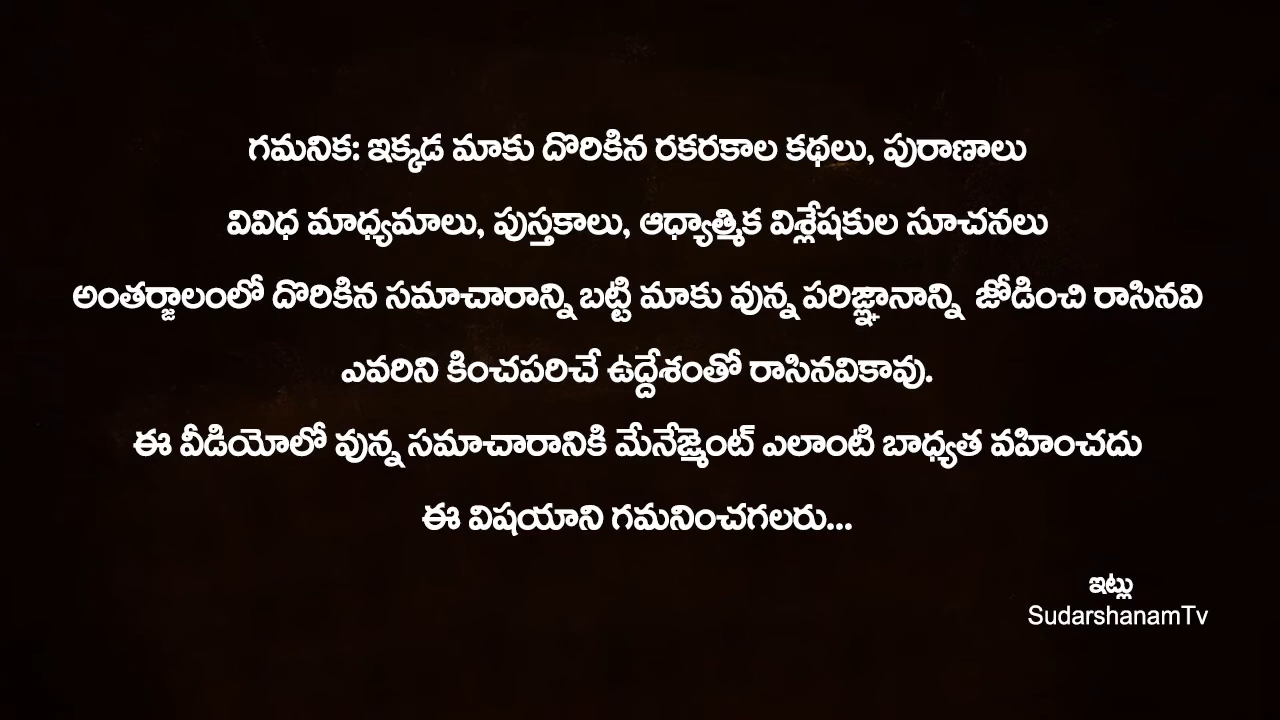 గమనిక: ఇక్కడ మాకు దొరికిన రకరకాల కథలు, పురాణాలు
వివిధ మాధ్యమాలు, పుస్తకాలు, ఆధ్యాత్మిక విశ్లేషకుల సూచనలు
అంతర్జాలంలో దొరికిన సమాచారాన్ని బట్టి మాకు వున్న పరిజ్ఞానాన్ని జోడించి రాసినవి
ఎవరిని కించపరిచే ఉద్దేశంతో రాసినవికావు.
ఈ వీడియోలో వున్న సమాచారానికి మేనేజ్మెంట్ ఎలాంటి బాధ్యత వహించదు
ఈ విషయాని గమనించగలరు...
ఇట్లు
SudarshanamTv